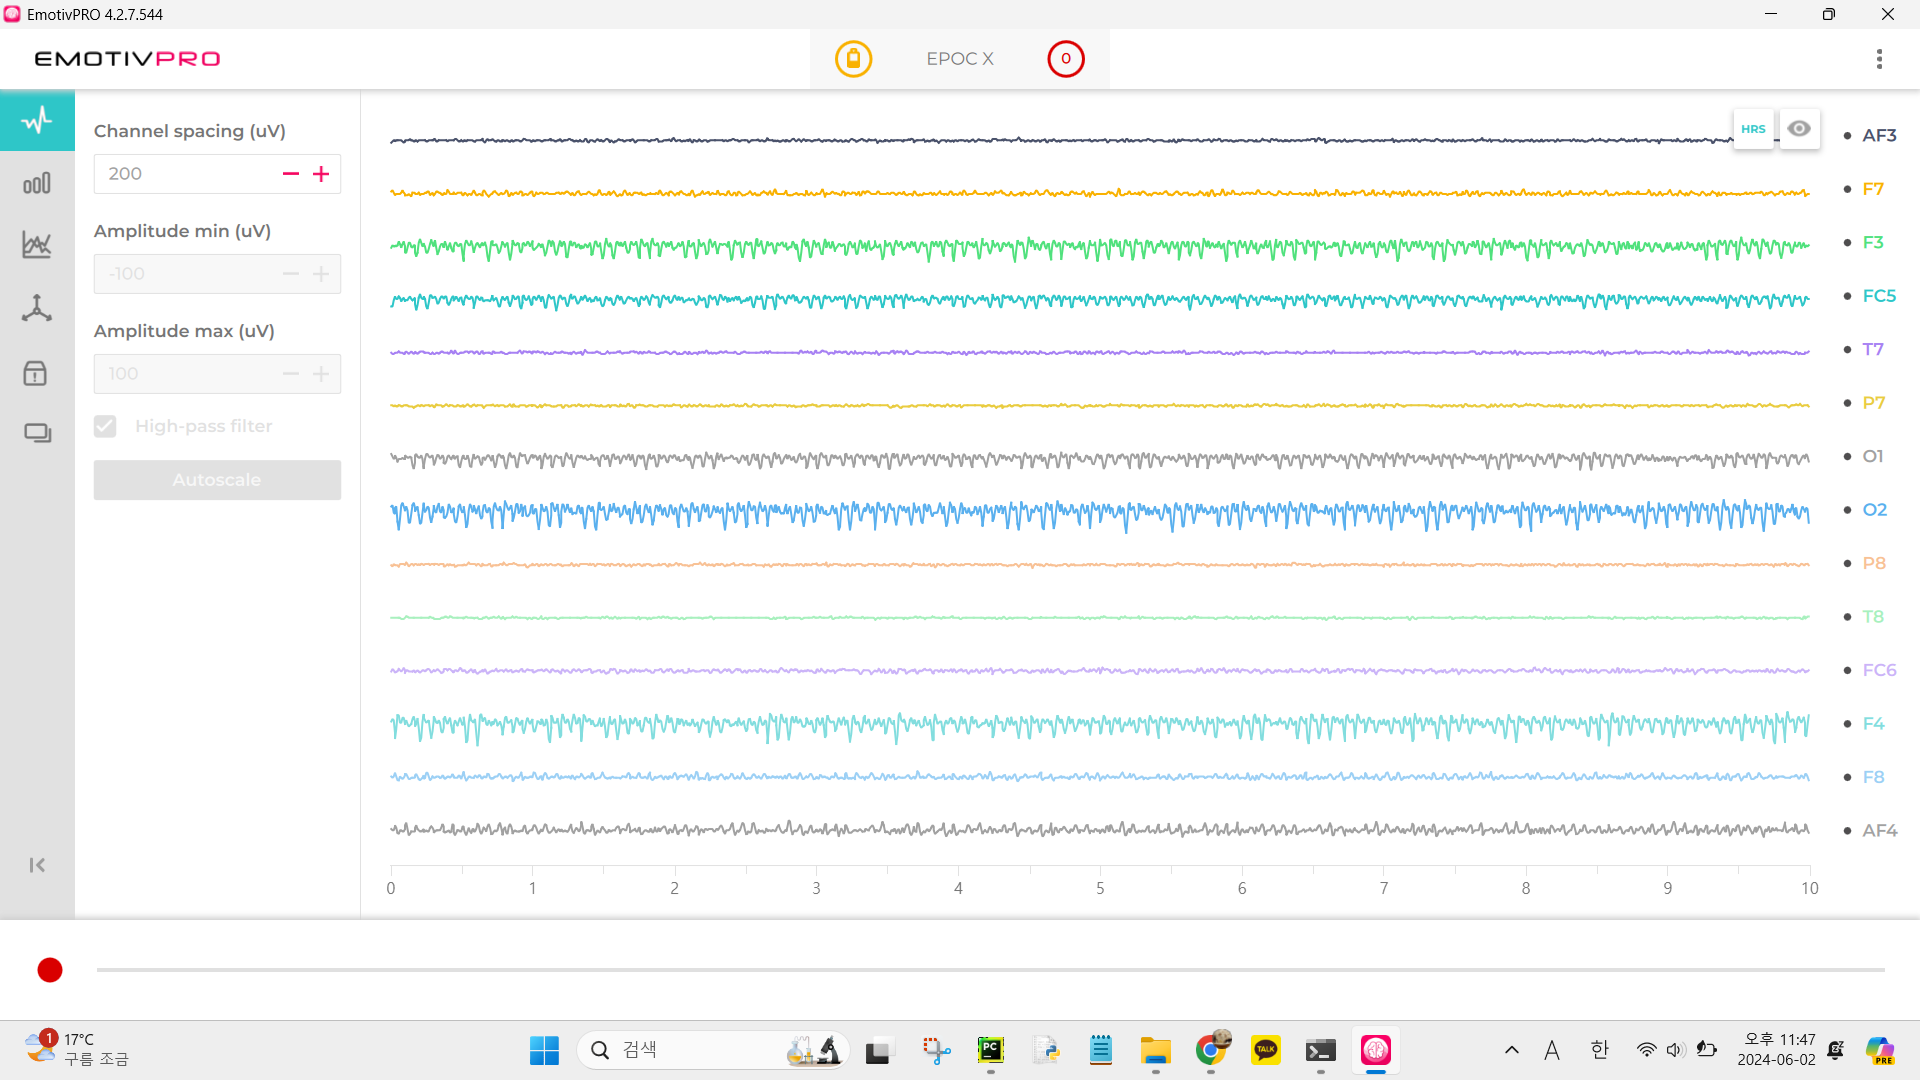 EmotivPRO 4.2.7.544
EMOTIVPRO
EPOC X
0
Channel spacing (uV)
200
Amplitude min (uV)
-100
Amplitude max (uV)
100
High-pass filter
Autoscale
HRS
AF3
F7
F3
FC5
T7
P7
O1
O2
P8
T8
FC6
F4
F8
AF4
0 1 2 3 4 5 6 7 8 9 10
1
17°C
구름 조금
검색
PC
TALK
A
한
오후 11:47
2024-06-02
PRE